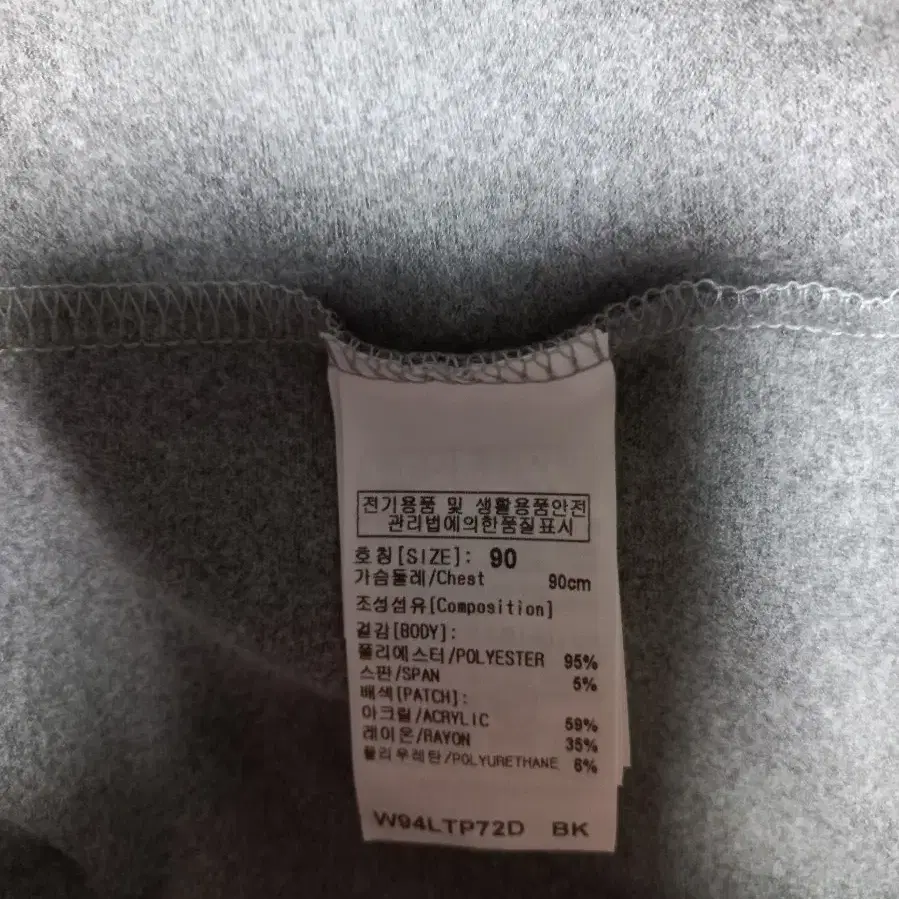 전기용품 및 생활용품안전
관리법에의한품질표시
호칭[SIZE]: 90
가슴둘레/Chest 90cm
조성섬유[Composition]
겉감[BODY]:
폴리에스터/POLYESTER 95%
스판/SPAN 5%
배색[PATCH]:
아크릴/ACRYLIC 59%
레이온/RAYON 35%
폴리우레탄/POLYURETHANE 6%
W94LTP72D BK